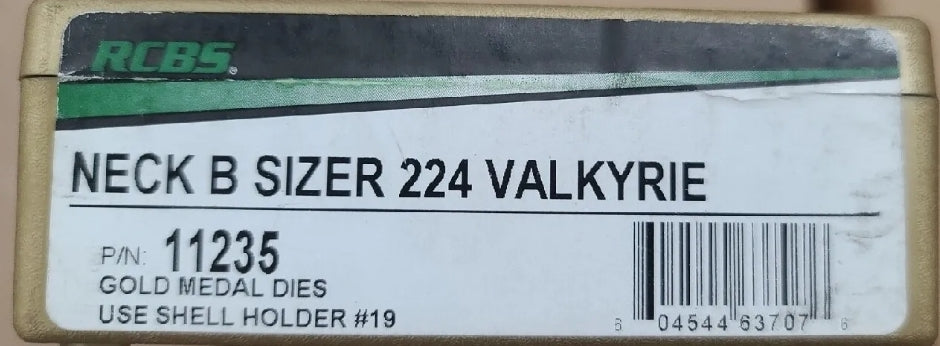 RCBS®
NECK B SIZER 224 VALKYRIE
P/N: 11235
GOLD MEDAL DIES
USE SHELL HOLDER #19
6 04544 63707 6